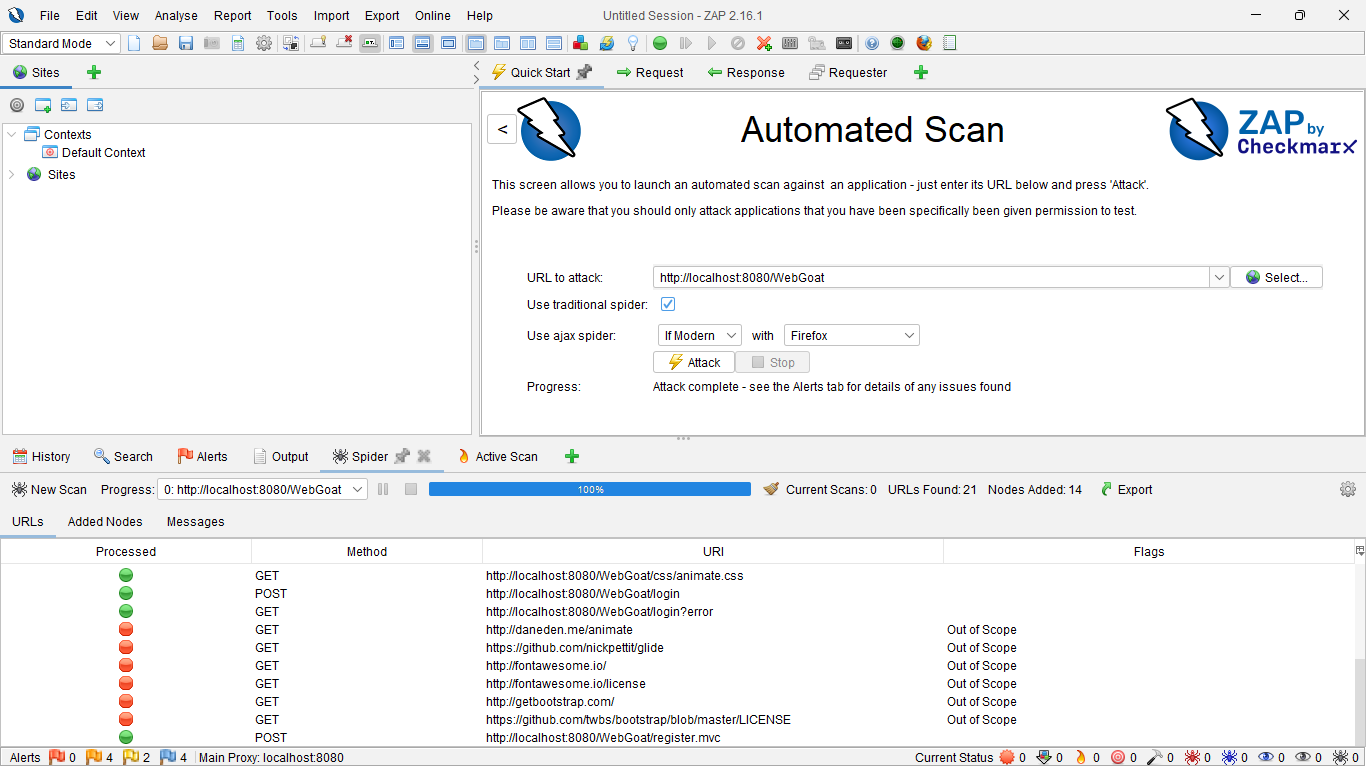 File Edit View Analyse Report Tools Import Export Online Help Untitled Session - ZAP 2.16.1
Standard Mode
Sites
Quick Start Request Response Requester
<
Automated Scan
ZAP by Checkmarx
Contexts
Default Context
Sites
This screen allows you to launch an automated scan against an application - just enter its URL below and press 'Attack'.
Please be aware that you should only attack applications that you have been specifically been given permission to test.
URL to attack: http://localhost:8080/WebGoat Select...
Use traditional spider:
Use ajax spider: If Modern with Firefox
Attack Stop
Progress: Attack complete - see the Alerts tab for details of any issues found
History Search Alerts Output Spider Active Scan
New Scan Progress: 0: http://localhost:8080/WebGoat 100% Current Scans: 0 URLs Found: 21 Nodes Added: 14 Export
URLs Added Nodes Messages
Processed Method URI Flags
GET http://localhost:8080/WebGoat/css/animate.css
POST http://localhost:8080/WebGoat/login
GET http://localhost:8080/WebGoat/login?error
GET http://daneden.me/animate Out of Scope
GET https://github.com/nickpettit/glide Out of Scope
GET http://fontawesome.io/ Out of Scope
GET http://fontawesome.io/license Out of Scope
GET http://getbootstrap.com/ Out of Scope
GET https://github.com/twbs/bootstrap/blob/master/LICENSE Out of Scope
POST http://localhost:8080/WebGoat/register.mvc
Alerts 0 4 2 4 Main Proxy: localhost:8080 Current Status 0 0 0 0 0 0 0 0 0 0